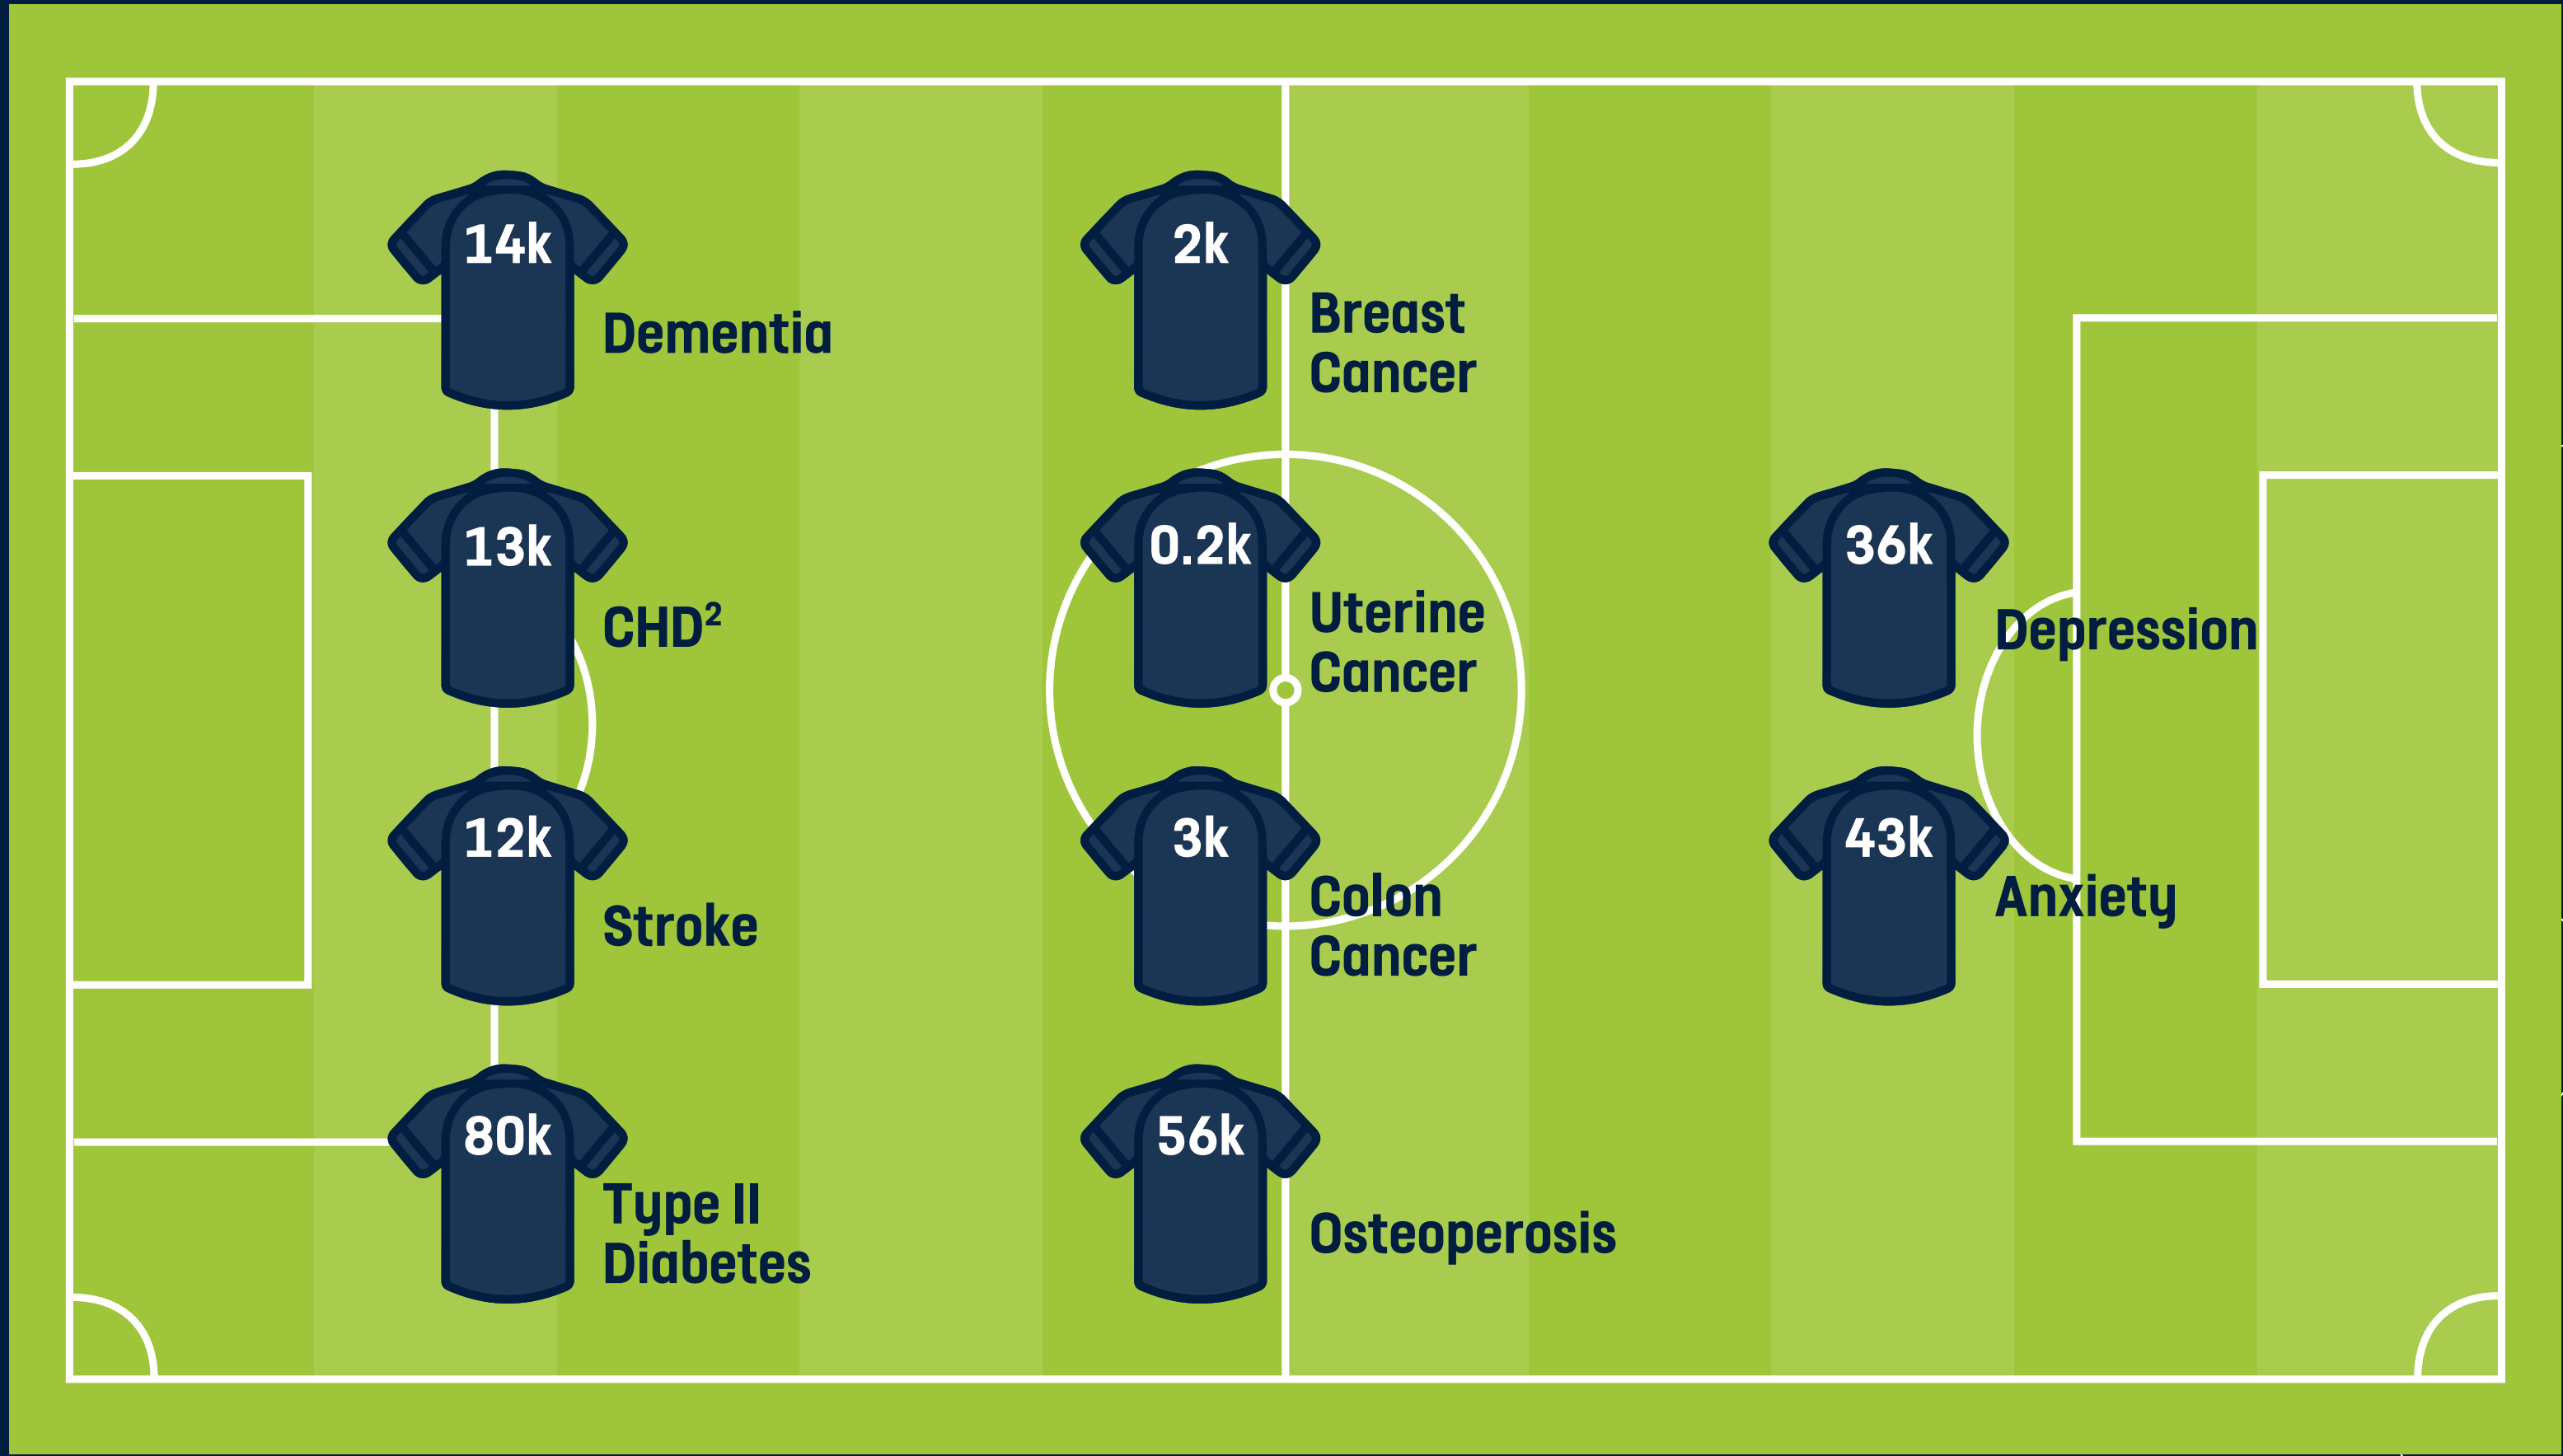 14k
Dementia
13k
CHD²
12k
Stroke
80k
Type II
Diabetes
2k
Breast
Cancer
0.2k
Uterine
Cancer
3k
Colon
Cancer
56k
Osteoperosis
36k
Depression
43k
Anxiety